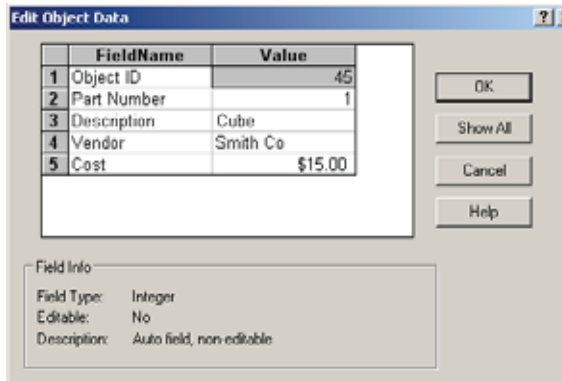 Edit Object Data
?
FieldName Value
1 Object ID 45
2 Part Number 1
3 Description Cube
4 Vendor Smith Co
5 Cost $15.00
OK
Show All
Cancel
Help
Field Info
Field Type: Integer
Editable: No
Description: Auto field, non-editable